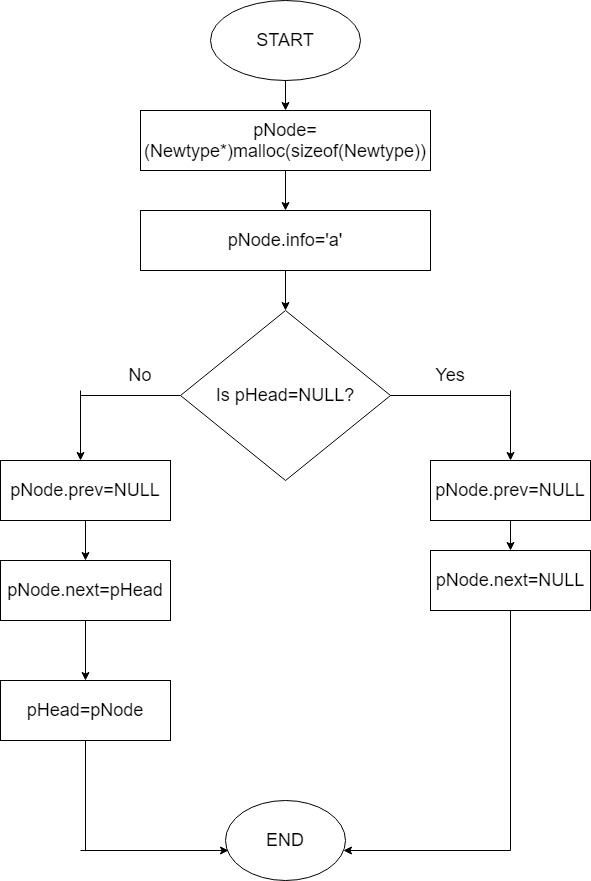 START
pNode=
(Newtype*)malloc(sizeof(Newtype))
pNode.info='a'
Is pHead=NULL?
No
Yes
pNode.prev=NULL
pNode.prev=NULL
pNode.next=pHead
pNode.next=NULL
pHead=pNode
END